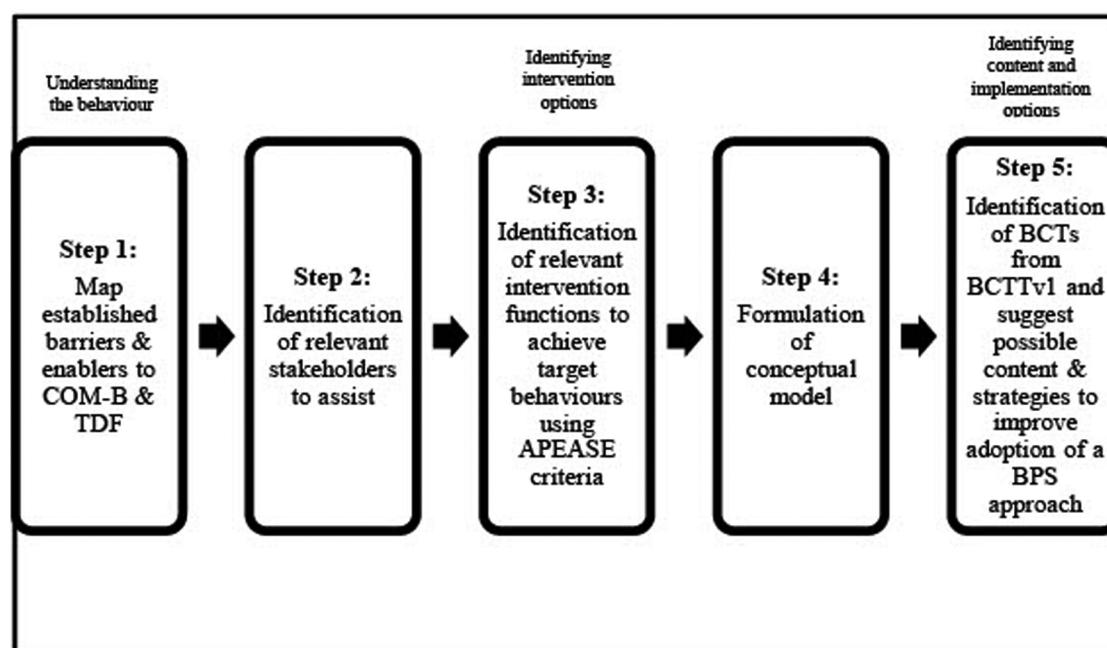 Understanding
the behaviour
Identifying
intervention
options
Identifying
content and
implementation
options
Step 1:
Map
established
barriers &
enablers to
COM-B &
TDF
Step 2:
Identification
of relevant
stakeholders
to assist
Step 3:
Identification
of relevant
intervention
functions to
achieve
target
behaviours
using
APEASE
criteria
Step 4:
Formulation
of
conceptual
model
Step 5:
Identification
of BCTs
from
BCTTv1 and
suggest
possible
content &
strategies to
improve
adoption of a
BPS
approach